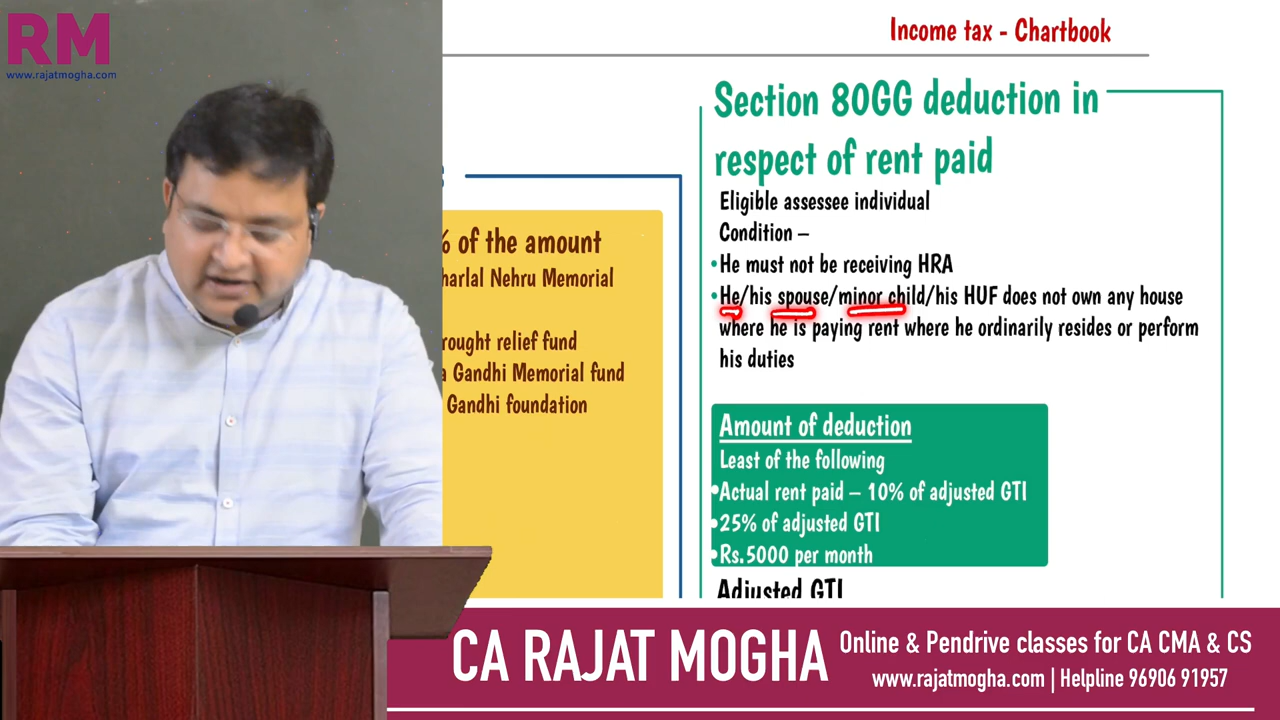 RM
www.rajatmogha.com
Income tax - Chartbook
Section 80GG deduction in
respect of rent paid
Eligible assessee individual
Condition –
•He must not be receiving HRA
•He/his spouse/minor child/his HUF does not own any house
where he is paying rent where he ordinarily resides or perform
his duties
Amount of deduction
Least of the following
•Actual rent paid – 10% of adjusted GTI
•25% of adjusted GTI
•Rs.5000 per month
Adjusted GTI
% of the amount
Nehru Memorial
relief fund
Gandhi Memorial fund
Gandhi foundation
CA RAJAT MOGHA
Online & Pendrive classes for CA CMA & CS
www.rajatmogha.com | Helpline 96906 91957